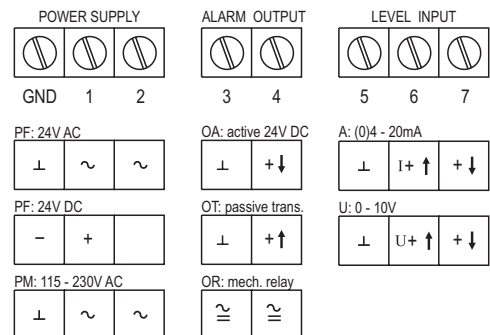 POWER SUPPLY
ALARM OUTPUT
LEVEL INPUT
GND 1 2
3 4
5 6 7
PF: 24V AC
⊥ ~ ~
OA: active 24V DC
⊥ +↓
A: (0)4 - 20mA
⊥ I+ ↑ +↓
PF: 24V DC
- +
OT: passive trans.
⊥ +↑
U: 0 - 10V
⊥ U+ ↑ +↓
PM: 115 - 230V AC
⊥ ~ ~
OR: mech. relay
≅ ≅